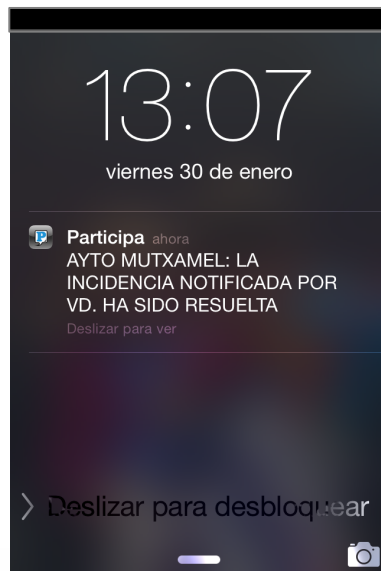 13:07
viernes 30 de enero
Participa ahora
AYTO MUTXAMEL: LA
INCIDENCIA NOTIFICADA POR
VD. HA SIDO RESUELTA
Deslizar para ver
Deslizar para desbloquear